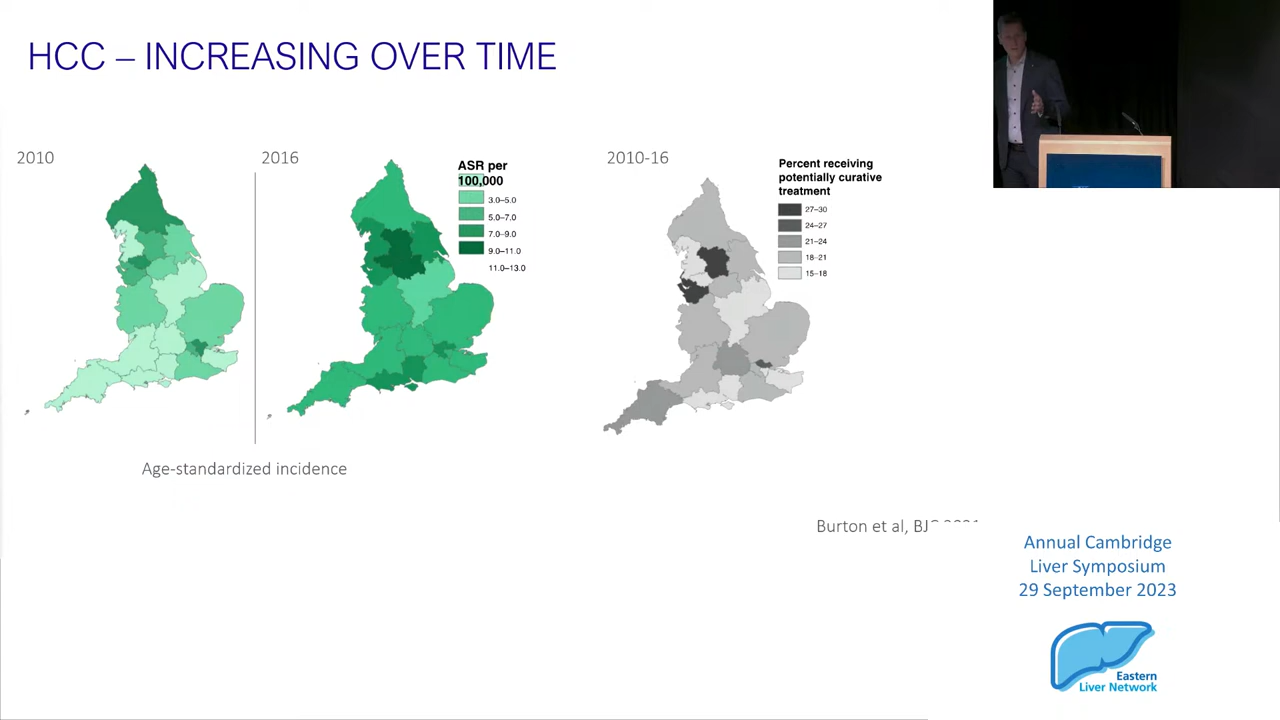 HCC – INCREASING OVER TIME
2010
2016
ASR per
100,000
3.0–5.0
5.0–7.0
7.0–9.0
9.0–11.0
11.0–13.0
2010-16
Percent receiving
potentially curative
treatment
27–30
24–27
21–24
18–21
15–18
Age-standardized incidence
Burton et al,
Annual Cambridge
Liver Symposium
29 September 2023
Eastern
Liver Network